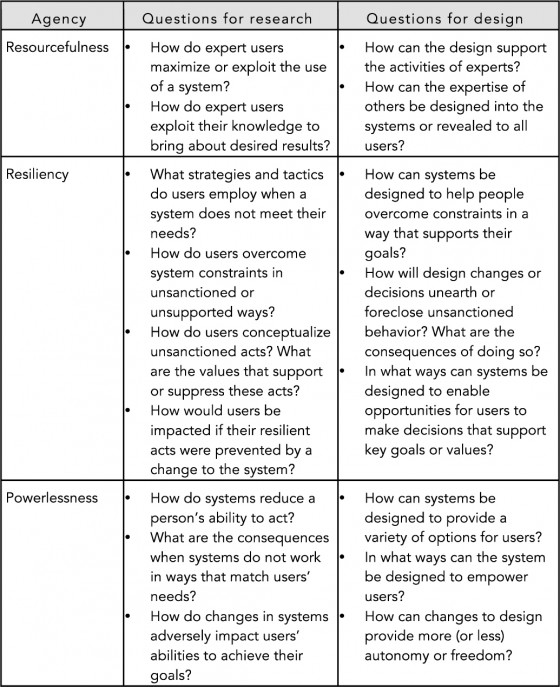 Agency
Questions for research
Questions for design
Resourcefulness
• How do expert users
maximize or exploit the use
of a system?
• How do expert users
exploit their knowledge to
bring about desired results?
• How can the design support
the activities of experts?
• How can the expertise of
others be designed into the
systems or revealed to all
users?
Resiliency
• What strategies and tactics
do users employ when a
system does not meet their
needs?
• How do users overcome
system constraints in
unsanctioned or
unsupported ways?
• How do users conceptualize
unsanctioned acts? What
are the values that support
or suppress these acts?
• How would users be
impacted if their resilient
acts were prevented by a
change to the system?
• How can systems be
designed to help people
overcome constraints in a
way that supports their
goals?
• How will design changes or
decisions unearth or
foreclose unsanctioned
behavior? What are the
consequences of doing so?
• In what ways can systems be
designed to enable
opportunities for users to
make decisions that support
key goals or values?
Powerlessness
• How do systems reduce a
person’s ability to act?
• What are the consequences
when systems do not work
in ways that match users’
needs?
• How do changes in systems
adversely impact users’
abilities to achieve their
goals?
• How can systems be
designed to provide a
variety of options for users?
• In what ways can the system
be designed to empower
users?
• How can changes to design
provide more (or less)
autonomy or freedom?